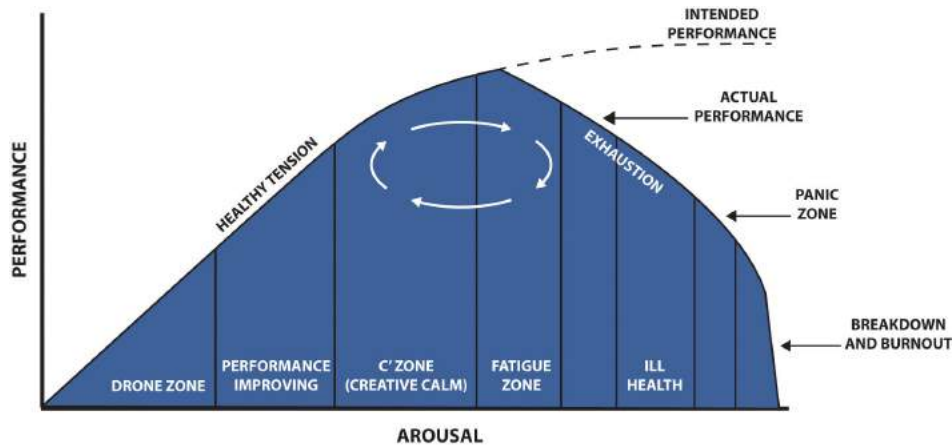 INTENDED
PERFORMANCE
ACTUAL
PERFORMANCE
HEALTHY TENSION
EXHAUSTION
PANIC
ZONE
PERFORMANCE
BREAKDOWN
AND BURNOUT
DRONE ZONE
PERFORMANCE
IMPROVING
C' ZONE
(CREATIVE CALM)
FATIGUE
ZONE
ILL
HEALTH
AROUSAL